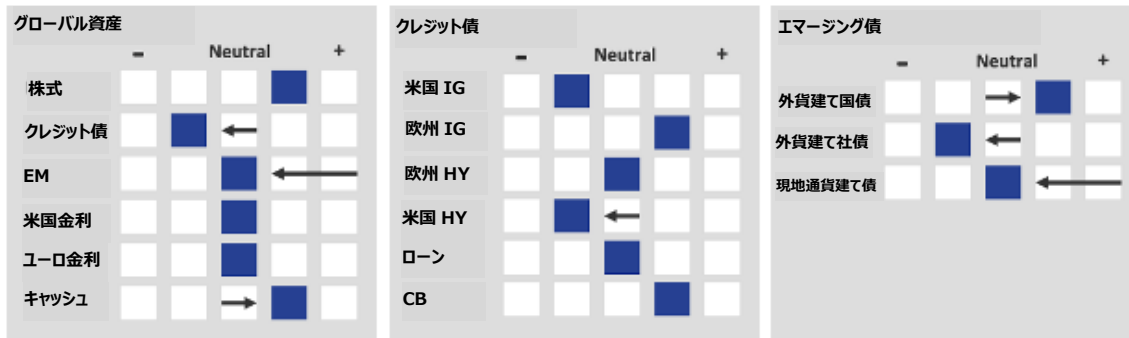 グローバル資産
- Neutral +
株式
クレジット債
EM
米国金利
ユーロ金利
キャッシュ
クレジット債
- Neutral +
米国 IG
欧州 IG
欧州 HY
米国 HY
ローン
CB
エマージング債
- Neutral +
外貨建て国債
外貨建て社債
現地通貨建て債